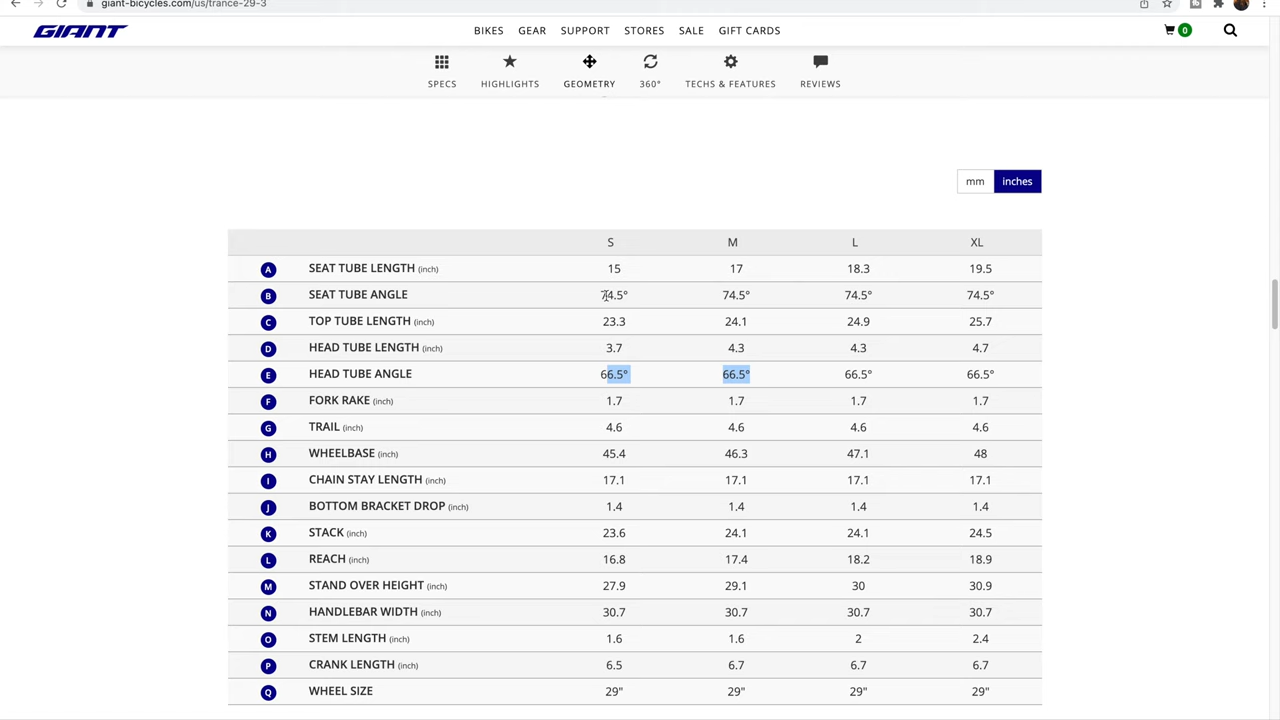 giant-bicycles.com/us/trance-29-3
GIANT BIKES GEAR SUPPORT STORES SALE GIFT CARDS 0
SPECS HIGHLIGHTS GEOMETRY 360° TECHS & FEATURES REVIEWS
mm inches
S M L XL
A SEAT TUBE LENGTH (inch) 15 17 18.3 19.5
B SEAT TUBE ANGLE 74.5° 74.5° 74.5° 74.5°
C TOP TUBE LENGTH (inch) 23.3 24.1 24.9 25.7
D HEAD TUBE LENGTH (inch) 3.7 4.3 4.3 4.7
E HEAD TUBE ANGLE 66.5° 66.5° 66.5° 66.5°
F FORK RAKE (inch) 1.7 1.7 1.7 1.7
G TRAIL (inch) 4.6 4.6 4.6 4.6
H WHEELBASE (inch) 45.4 46.3 47.1 48
I CHAIN STAY LENGTH (inch) 17.1 17.1 17.1 17.1
J BOTTOM BRACKET DROP (inch) 1.4 1.4 1.4 1.4
K STACK (inch) 23.6 24.1 24.1 24.5
L REACH (inch) 16.8 17.4 18.2 18.9
M STAND OVER HEIGHT (inch) 27.9 29.1 30 30.9
N HANDLEBAR WIDTH (inch) 30.7 30.7 30.7 30.7
O STEM LENGTH (inch) 1.6 1.6 2 2.4
P CRANK LENGTH (inch) 6.5 6.7 6.7 6.7
Q WHEEL SIZE 29" 29" 29" 29"